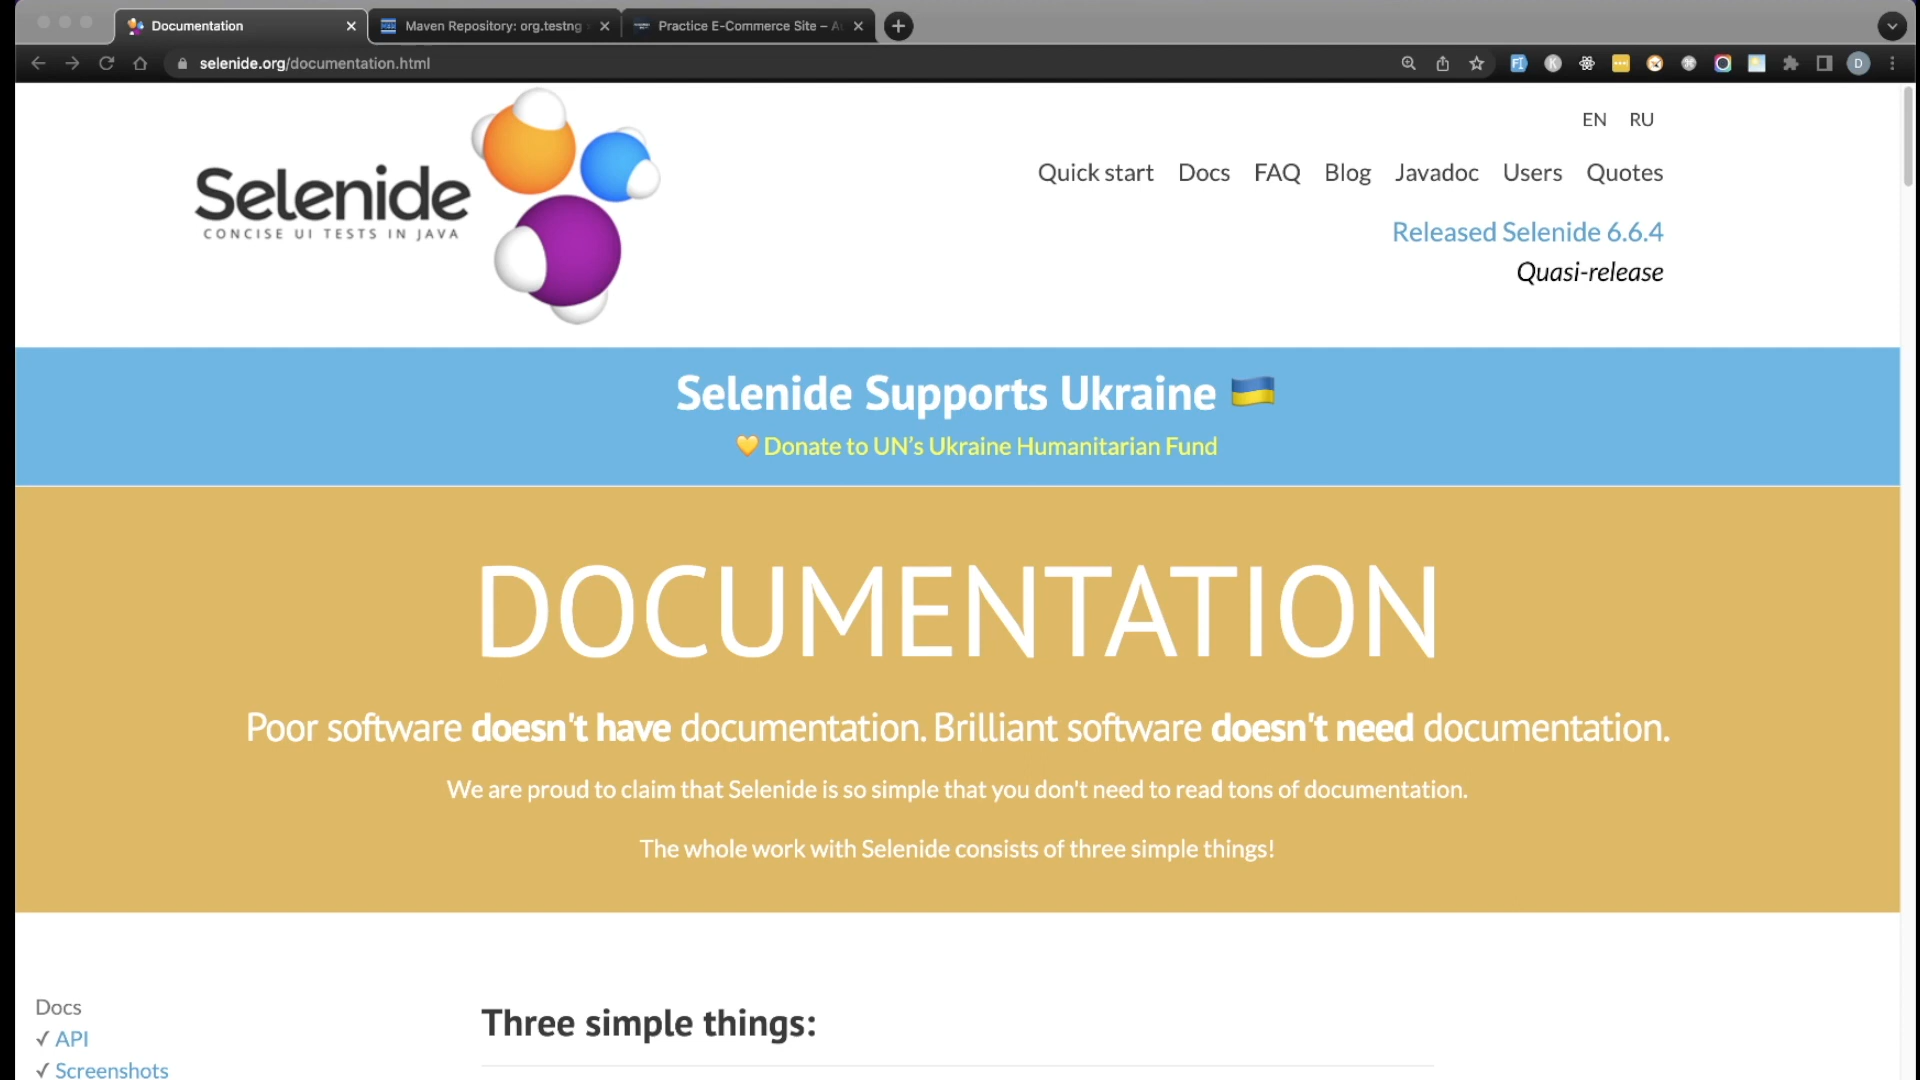 Documentation
Maven Repository: org.testng
Practice E-Commerce Site – A
selenide.org/documentation.html
D
EN RU
Selenide
CONCISE UI TESTS IN JAVA
Quick start Docs FAQ Blog Javadoc Users Quotes
Released Selenide 6.6.4
Quasi-release
Selenide Supports Ukraine 🇺🇦
💛 Donate to UN’s Ukraine Humanitarian Fund
DOCUMENTATION
Poor software doesn't have documentation. Brilliant software doesn't need documentation.
We are proud to claim that Selenide is so simple that you don't need to read tons of documentation.
The whole work with Selenide consists of three simple things!
Docs
✓ API
✓ Screenshots
Three simple things: